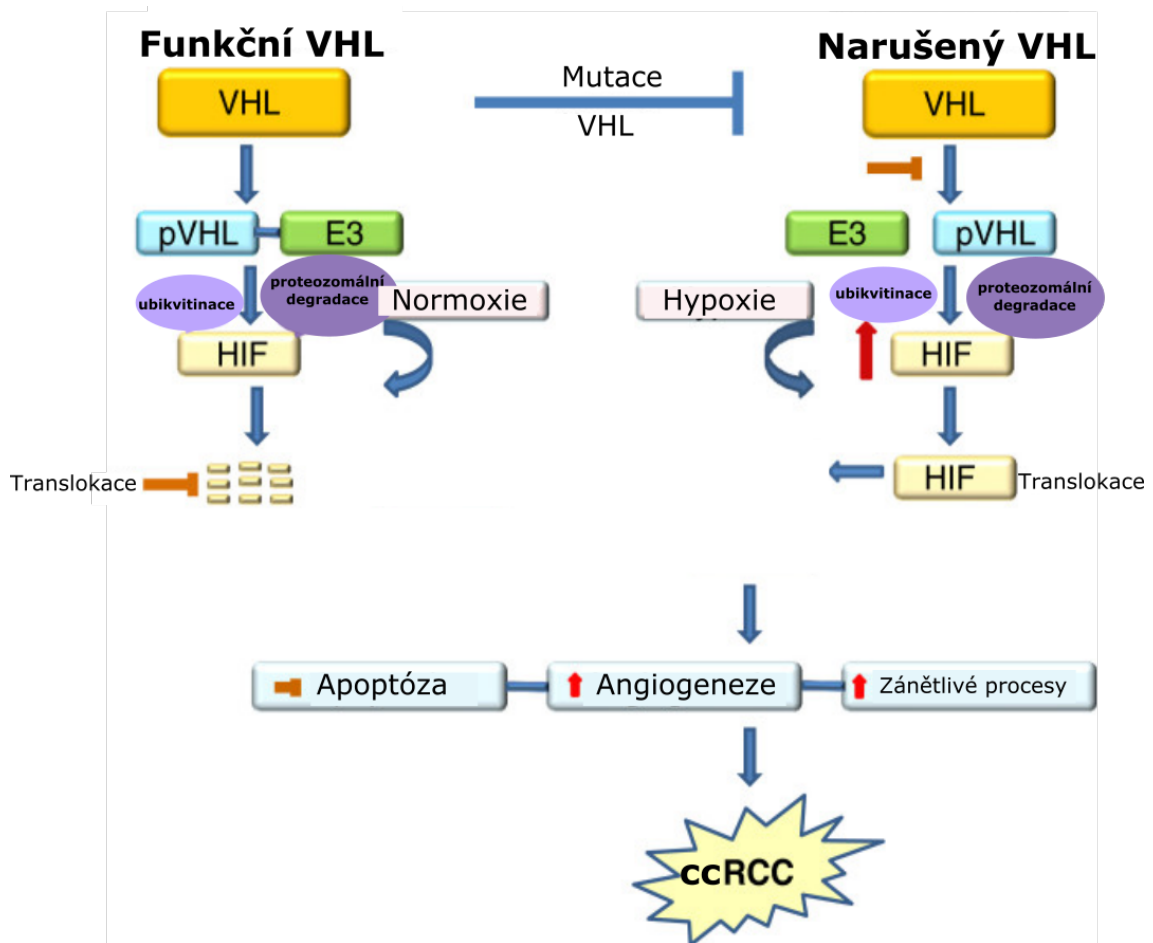 Funkční VHL
Narušený VHL
VHL
Mutace
VHL
VHL
pVHL
E3
E3
pVHL
ubikvitinace
proteozomální
degradace
Normoxie
Hypoxie
ubikvitinace
proteozomální
degradace
HIF
HIF
Translokace
HIF
Translokace
Apoptóza
Angiogeneze
Zánětlivé procesy
ccRCC